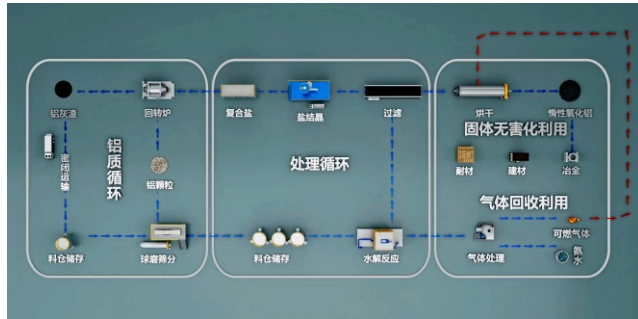 铝灰渣
回转炉
复合盐
盐结晶
过滤
烘干
惰性氧化铝
固体无害化利用
密闭运输
铝质循环
铝颗粒
处理循环
耐材
建材
冶金
气体回收利用
料仓储存
球磨筛分
料仓储存
水解反应
气体处理
可燃气体
氨水